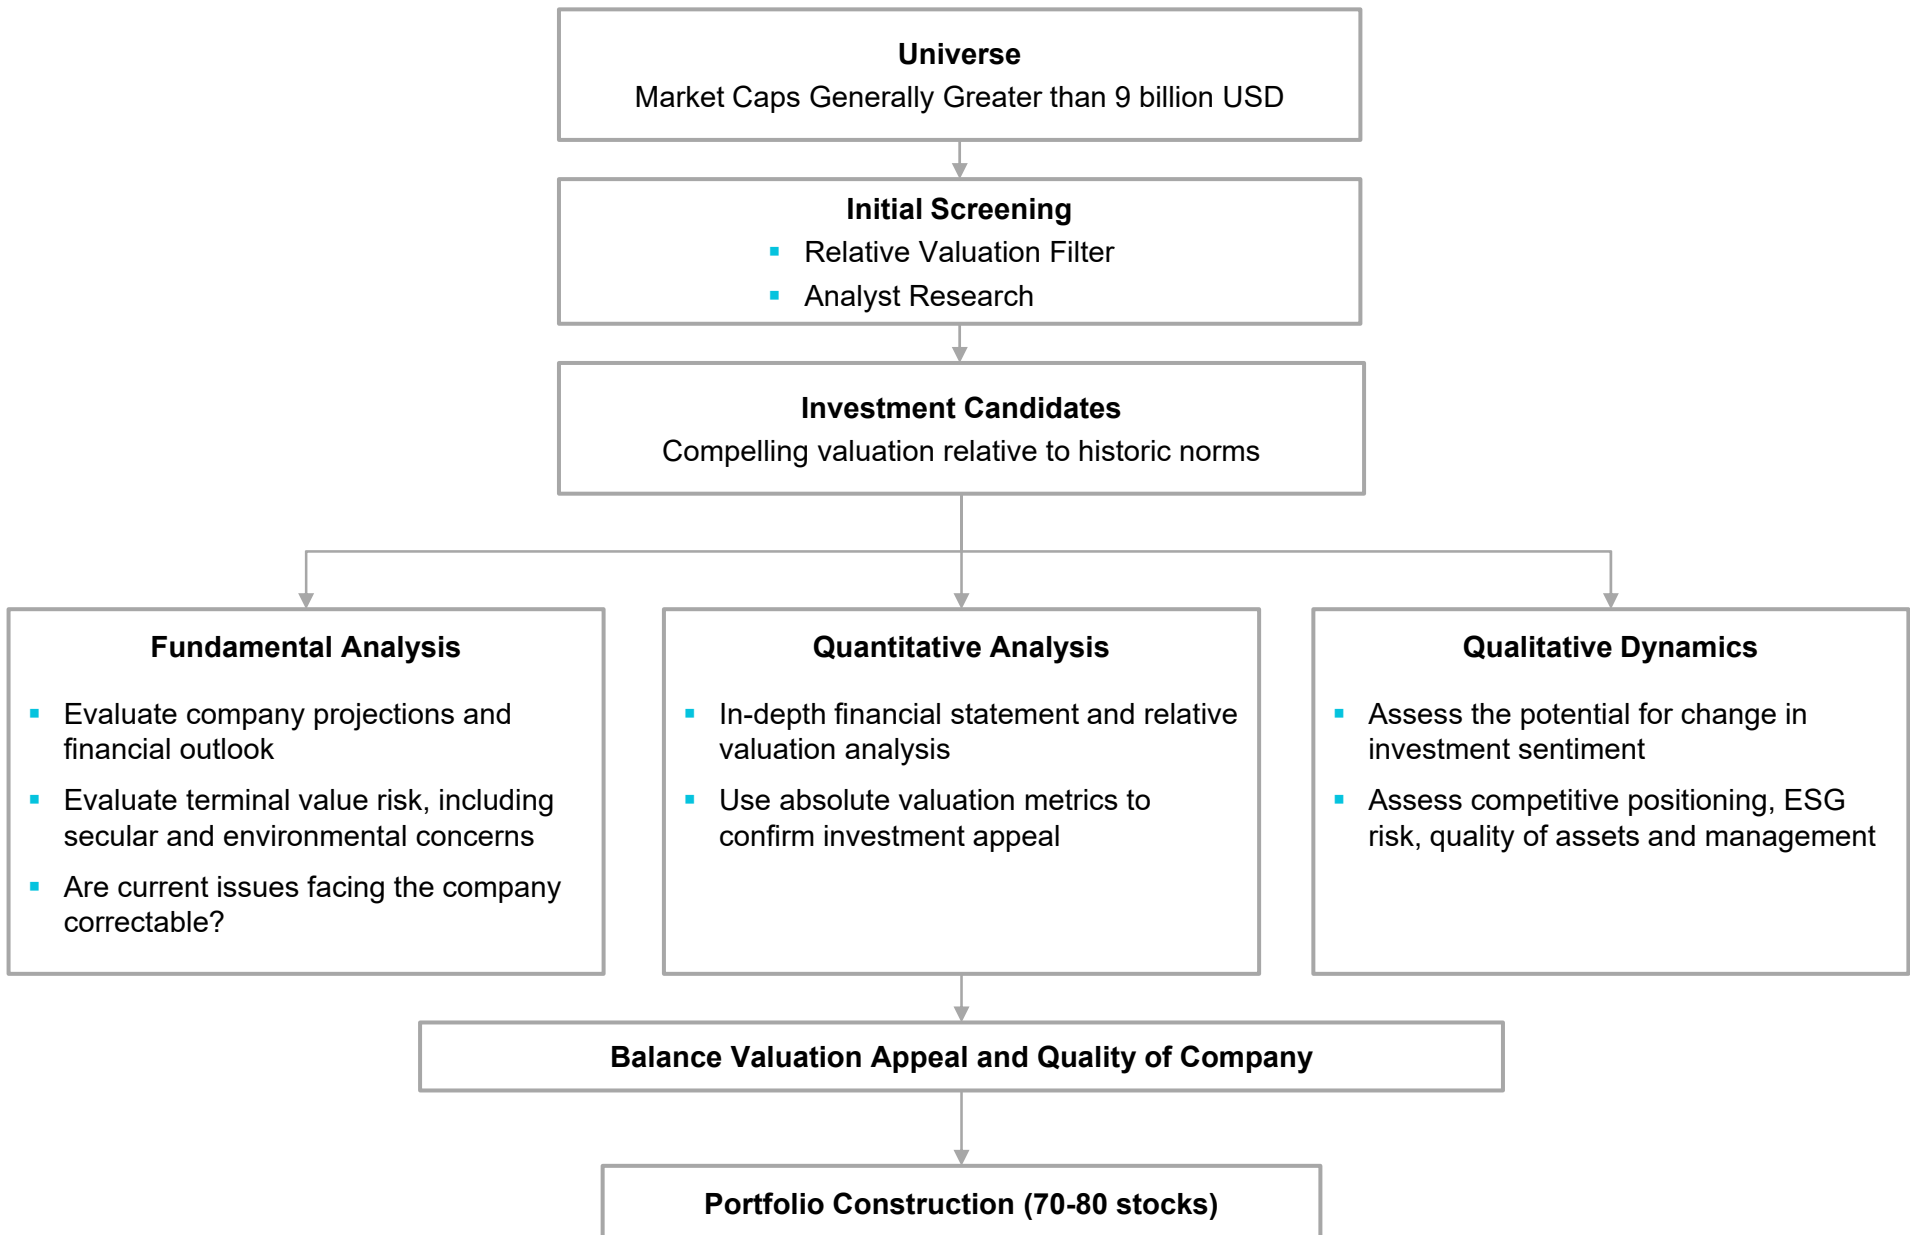 Universe
Market Caps Generally Greater than 9 billion USD
Initial Screening
▪ Relative Valuation Filter
▪ Analyst Research
Investment Candidates
Compelling valuation relative to historic norms
Fundamental Analysis
▪ Evaluate company projections and
financial outlook
▪ Evaluate terminal value risk, including
secular and environmental concerns
▪ Are current issues facing the company
correctable?
Quantitative Analysis
▪ In-depth financial statement and relative
valuation analysis
▪ Use absolute valuation metrics to
confirm investment appeal
Qualitative Dynamics
▪ Assess the potential for change in
investment sentiment
▪ Assess competitive positioning, ESG
risk, quality of assets and management
Balance Valuation Appeal and Quality of Company
Portfolio Construction (70-80 stocks)